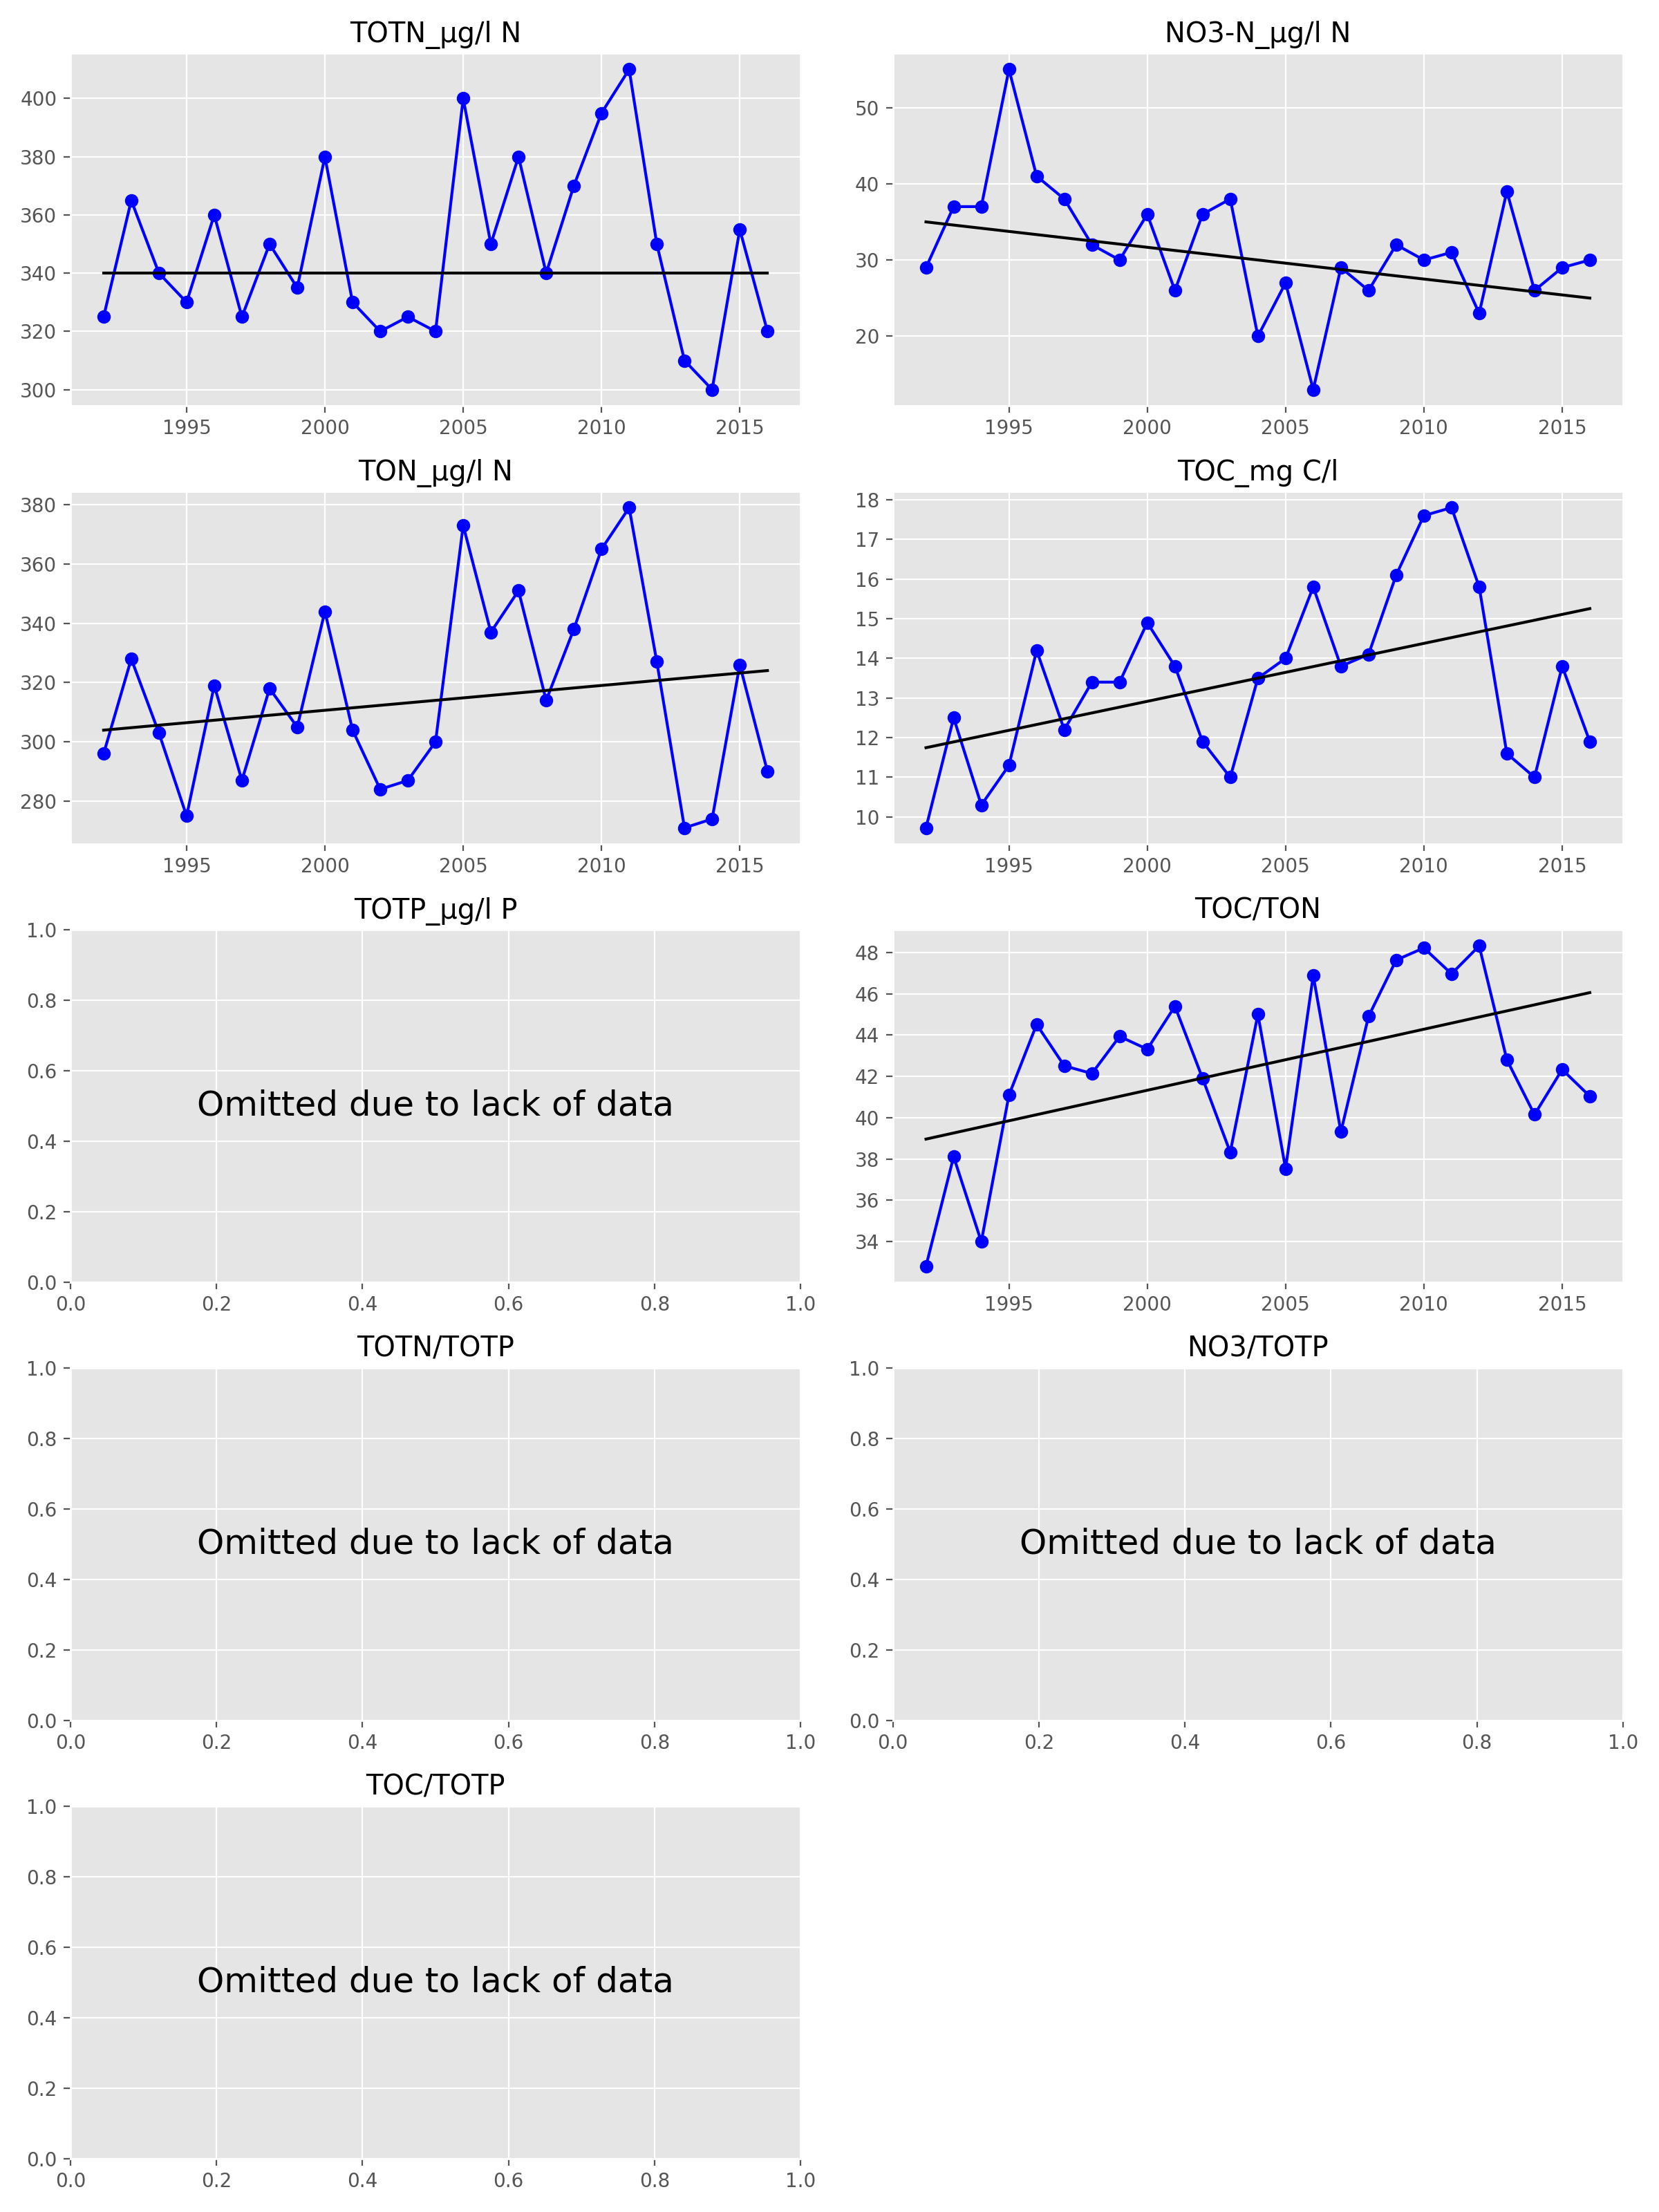 TOTN_µg/l N
400
380
360
340
320
300
1995 2000 2005 2010 2015
NO3-N_µg/l N
50
40
30
20
1995 2000 2005 2010 2015
TON_µg/l N
380
360
340
320
300
280
1995 2000 2005 2010 2015
TOC_mg C/l
18
17
16
15
14
13
12
11
10
1995 2000 2005 2010 2015
TOTP_µg/l P
1.0
0.8
0.6
Omitted due to lack of data
0.4
0.2
0.0
0.0 0.2 0.4 0.6 0.8 1.0
TOC/TON
48
46
44
42
40
38
36
34
1995 2000 2005 2010 2015
TOTN/TOTP
1.0
0.8
0.6
Omitted due to lack of data
0.4
0.2
0.0
0.0 0.2 0.4 0.6 0.8 1.0
NO3/TOTP
1.0
0.8
0.6
Omitted due to lack of data
0.4
0.2
0.0
0.0 0.2 0.4 0.6 0.8 1.0
TOC/TOTP
1.0
0.8
0.6
Omitted due to lack of data
0.4
0.2
0.0
0.0 0.2 0.4 0.6 0.8 1.0